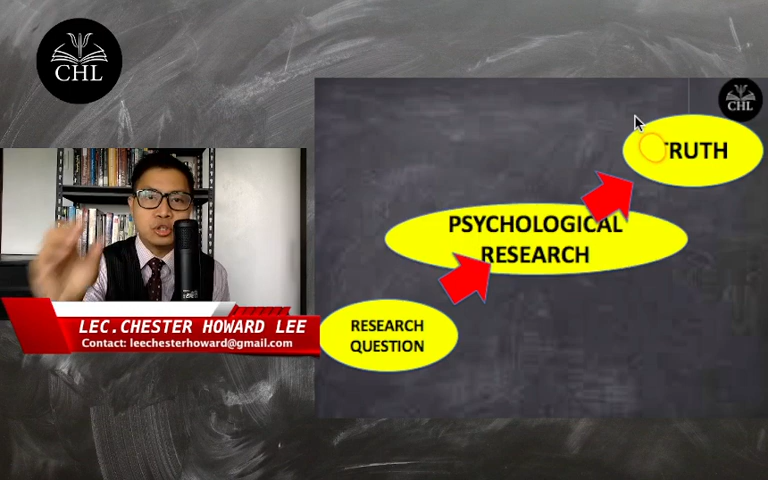 CHL
CHL
TRUTH
PSYCHOLOGICAL
RESEARCH
RESEARCH
QUESTION
LEC.CHESTER HOWARD LEE
Contact: leechesterhoward@gmail.com